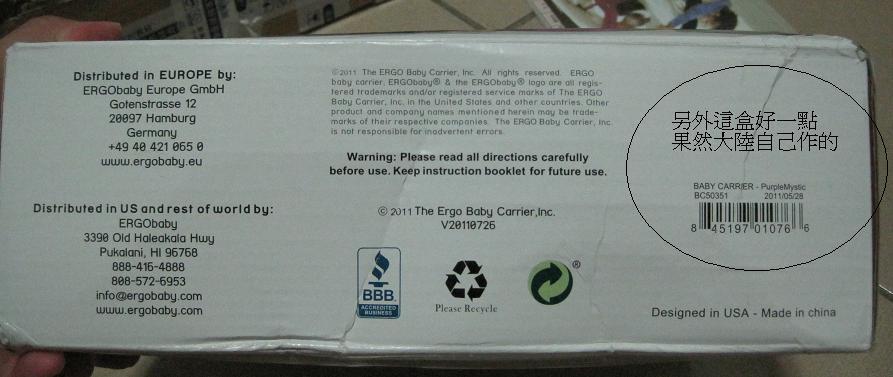 Distributed in EUROPE by:
ERGObaby Europe GmbH
Gotenstrasse 12
20097 Hamburg
Germany
+49 40 421 065 0
www.ergobaby.eu
Distributed in US and rest of world by:
ERGObaby
3390 Old Haleakala Hwy
Pukalani, HI 96768
888-416-4888
808-572-6953
info@ergobaby.com
www.ergobaby.com
©2011 The ERGO Baby Carrier, Inc. All rights reserved. ERGO
baby carrier, ERGObaby® & the ERGObaby® logo are all regis-
tered trademarks and/or registered service marks of The ERGO
Baby Carrier, Inc. in the United States and other countries. Other
product and company names mentioned herein may be trade-
marks of their respective companies. The ERGO Baby Carrier, Inc.
is not responsible for inadvertent errors.
Warning: Please read all directions carefully
before use. Keep instruction booklet for future use.
© 2011 The Ergo Baby Carrier,Inc.
V20110726
BBB.
ACCREDITED
BUSINESS
Please Recycle
®
另外這盒好一點
果然大陸自己作的
BABY CARRIER - PurpleMystic
BC50351 2011/05/28
8 45197 01076 6
Designed in USA - Made in china